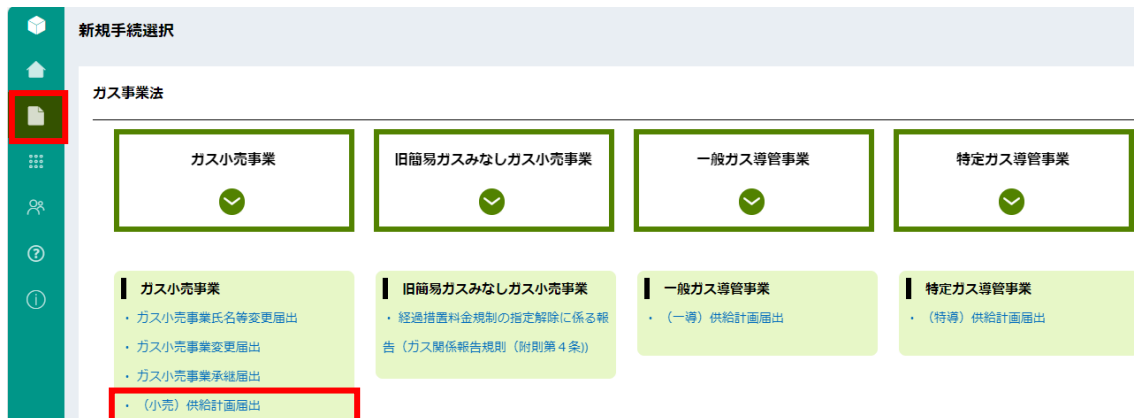 新規手続選択
ガス事業法
ガス小売事業
旧簡易ガスみなしガス小売事業
一般ガス導管事業
特定ガス導管事業
ガス小売事業
・ ガス小売事業氏名等変更届出
・ ガス小売事業変更届出
・ ガス小売事業承継届出
・ （小売）供給計画届出
旧簡易ガスみなしガス小売事業
・ 経過措置料金規制の指定解除に係る報
告（ガス関係報告規則（附則第４条))
一般ガス導管事業
・ （一導）供給計画届出
特定ガス導管事業
・ （特導）供給計画届出